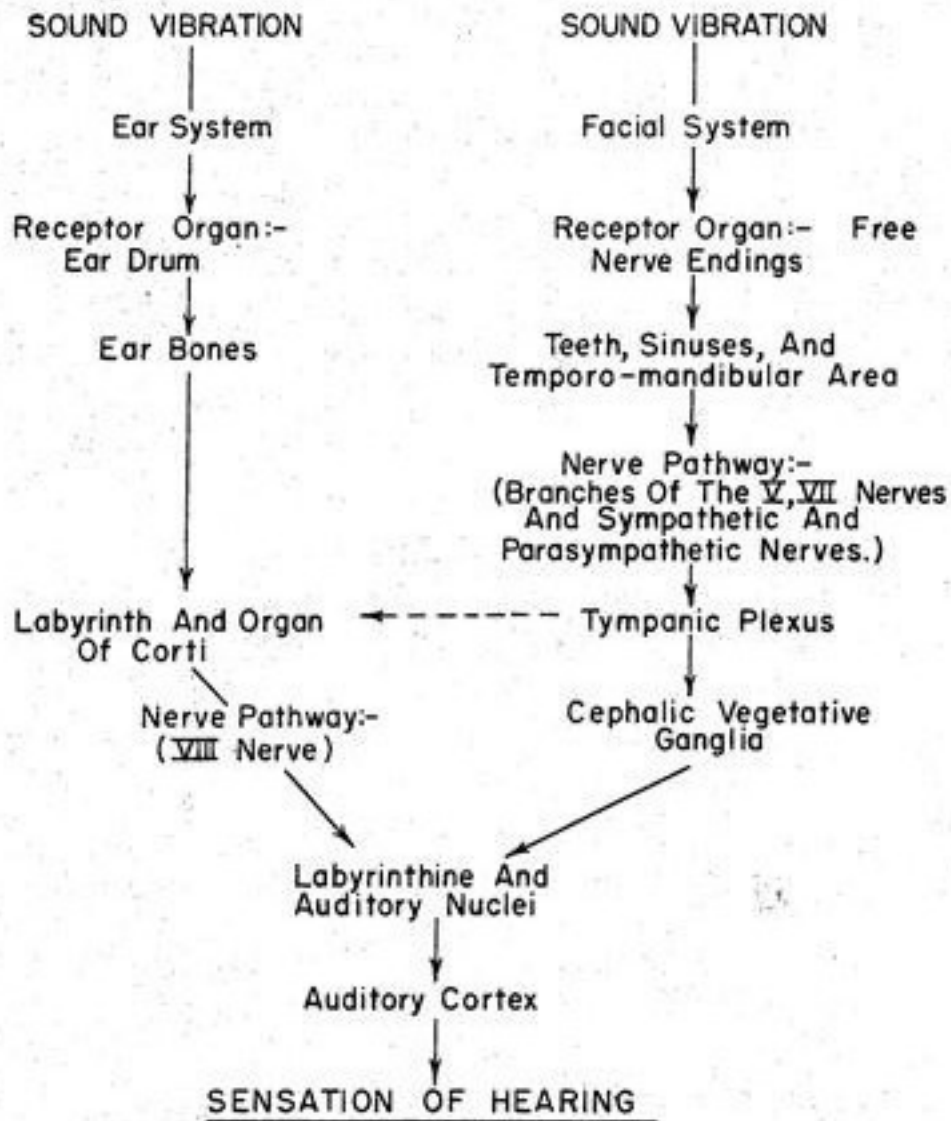 SOUND VIBRATION
Ear System
Receptor Organ:-
Ear Drum
Ear Bones
Labyrinth And Organ
Of Corti
Nerve Pathway:-
(VIII Nerve)
SOUND VIBRATION
Facial System
Receptor Organ:- Free
Nerve Endings
Teeth, Sinuses, And
Temporo-mandibular Area
Nerve Pathway:-
(Branches Of The V, VII Nerves
And Sympathetic And
Parasympathetic Nerves.)
Tympanic Plexus
Cephalic Vegetative
Ganglia
Labyrinthine And
Auditory Nuclei
Auditory Cortex
SENSATION OF HEARING